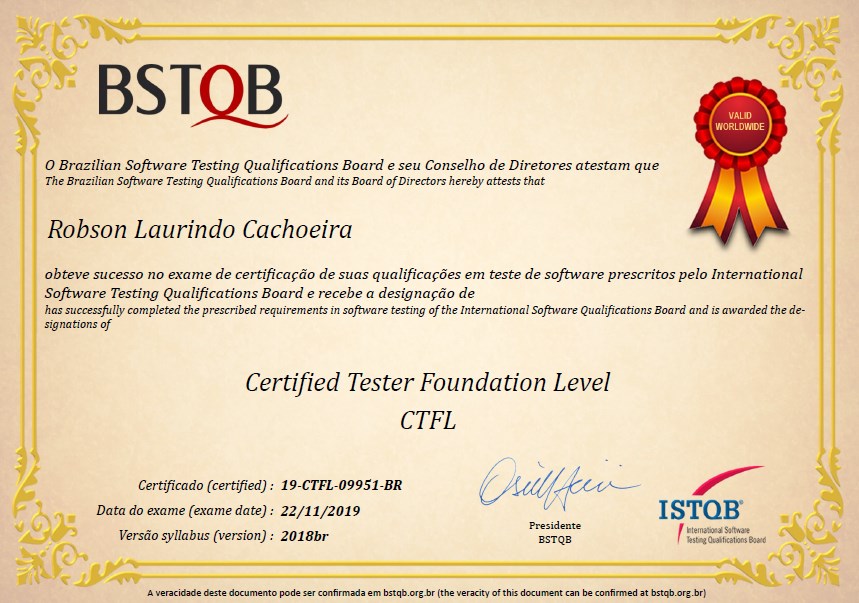 BSTQB
VALID
WORLDWIDE
O Brazilian Software Testing Qualifications Board e seu Conselho de Diretores atestam que
The Brazilian Software Testing Qualifications Board and its Board of Directors hereby attests that
Robson Laurindo Cachoeira
obteve sucesso no exame de certificação de suas qualificações em teste de software prescritos pelo International
Software Testing Qualifications Board e recebe a designação de
has successfully completed the prescribed requirements in software testing of the International Software Qualifications Board and is awarded the de-
signations of
Certified Tester Foundation Level
CTFL
Certificado (certified) : 19-CTFL-09951-BR
Data do exame (exame date) : 22/11/2019
Versão syllabus (version) : 2018br
Presidente
BSTQB
ISTQB®
International Software
Testing Qualifications Board
A veracidade deste documento pode ser confirmada em bstqb.org.br (the veracity of this document can be confirmed at bstqb.org.br)